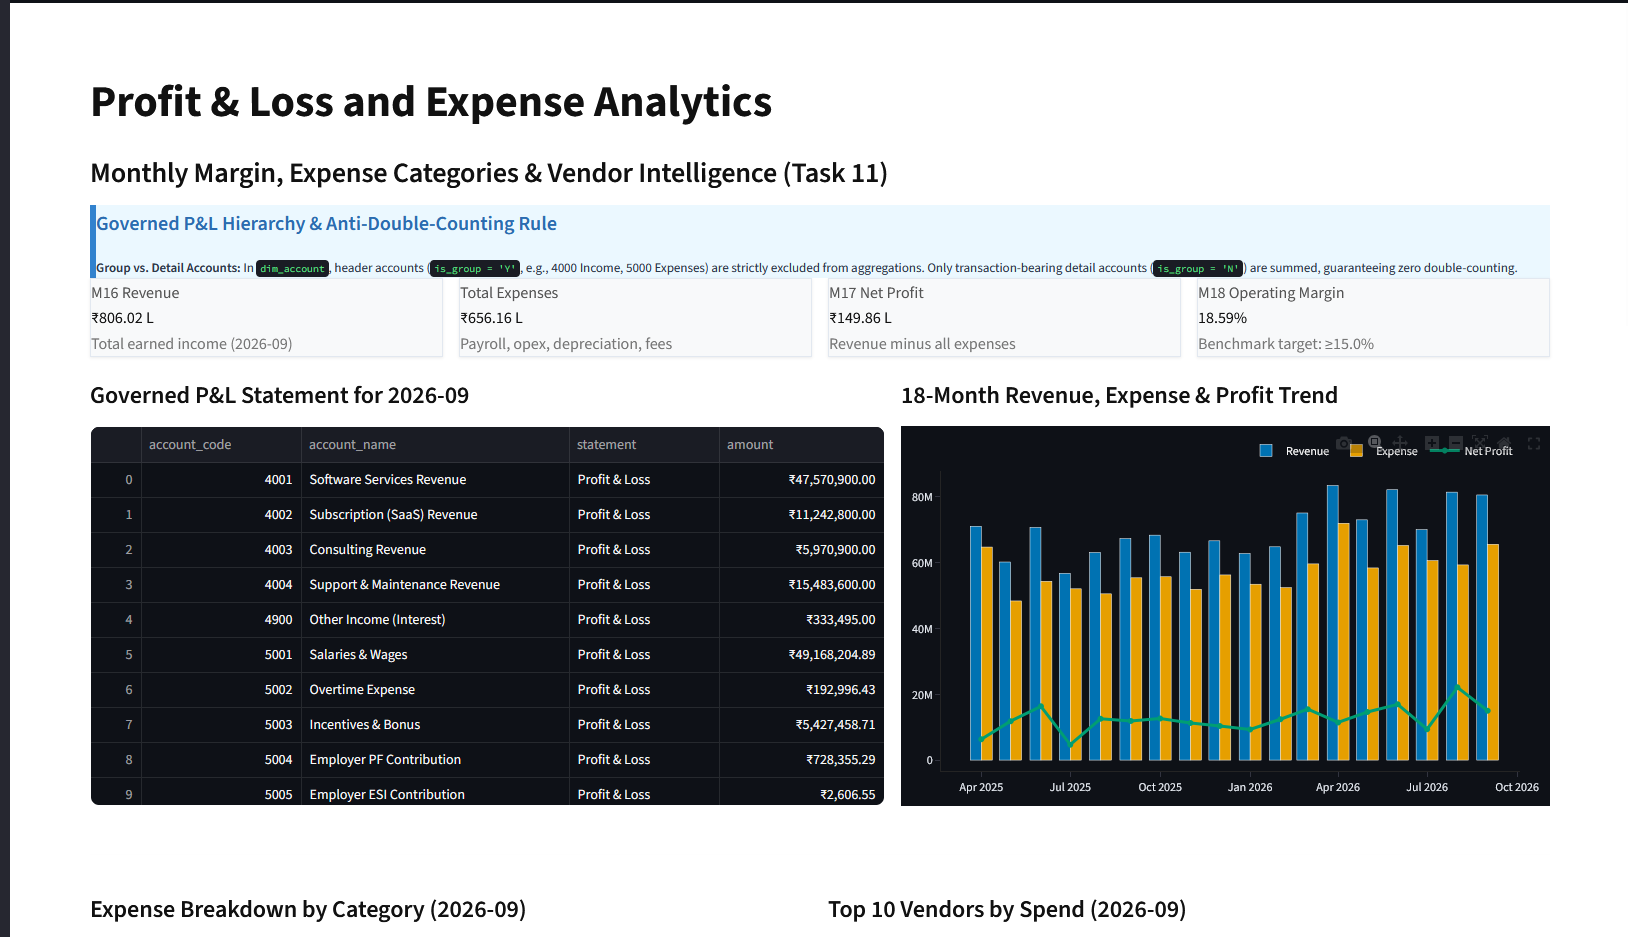 Profit & Loss and Expense Analytics
Monthly Margin, Expense Categories & Vendor Intelligence (Task 11)
Governed P&L Hierarchy & Anti-Double-Counting Rule
Group vs. Detail Accounts: In dim_account, header accounts (is_group = 'Y', e.g., 4000 Income, 5000 Expenses) are strictly excluded from aggregations. Only transaction-bearing detail accounts (is_group = 'N') are summed, guaranteeing zero double-counting.
M16 Revenue
₹806.02 L
Total earned income (2026-09)
Total Expenses
₹656.16 L
Payroll, opex, depreciation, fees
M17 Net Profit
₹149.86 L
Revenue minus all expenses
M18 Operating Margin
18.59%
Benchmark target: ≥15.0%
Governed P&L Statement for 2026-09
account_code account_name statement amount
0 4001 Software Services Revenue Profit & Loss ₹47,570,900.00
1 4002 Subscription (SaaS) Revenue Profit & Loss ₹11,242,800.00
2 4003 Consulting Revenue Profit & Loss ₹5,970,900.00
3 4004 Support & Maintenance Revenue Profit & Loss ₹15,483,600.00
4 4900 Other Income (Interest) Profit & Loss ₹333,495.00
5 5001 Salaries & Wages Profit & Loss ₹49,168,204.89
6 5002 Overtime Expense Profit & Loss ₹192,996.43
7 5003 Incentives & Bonus Profit & Loss ₹5,427,458.71
8 5004 Employer PF Contribution Profit & Loss ₹728,355.29
9 5005 Employer ESI Contribution Profit & Loss ₹2,606.55
18-Month Revenue, Expense & Profit Trend
Revenue Expense Net Profit
80M
60M
40M
20M
0
Apr 2025 Jul 2025 Oct 2025 Jan 2026 Apr 2026 Jul 2026 Oct 2026
Expense Breakdown by Category (2026-09)
Top 10 Vendors by Spend (2026-09)